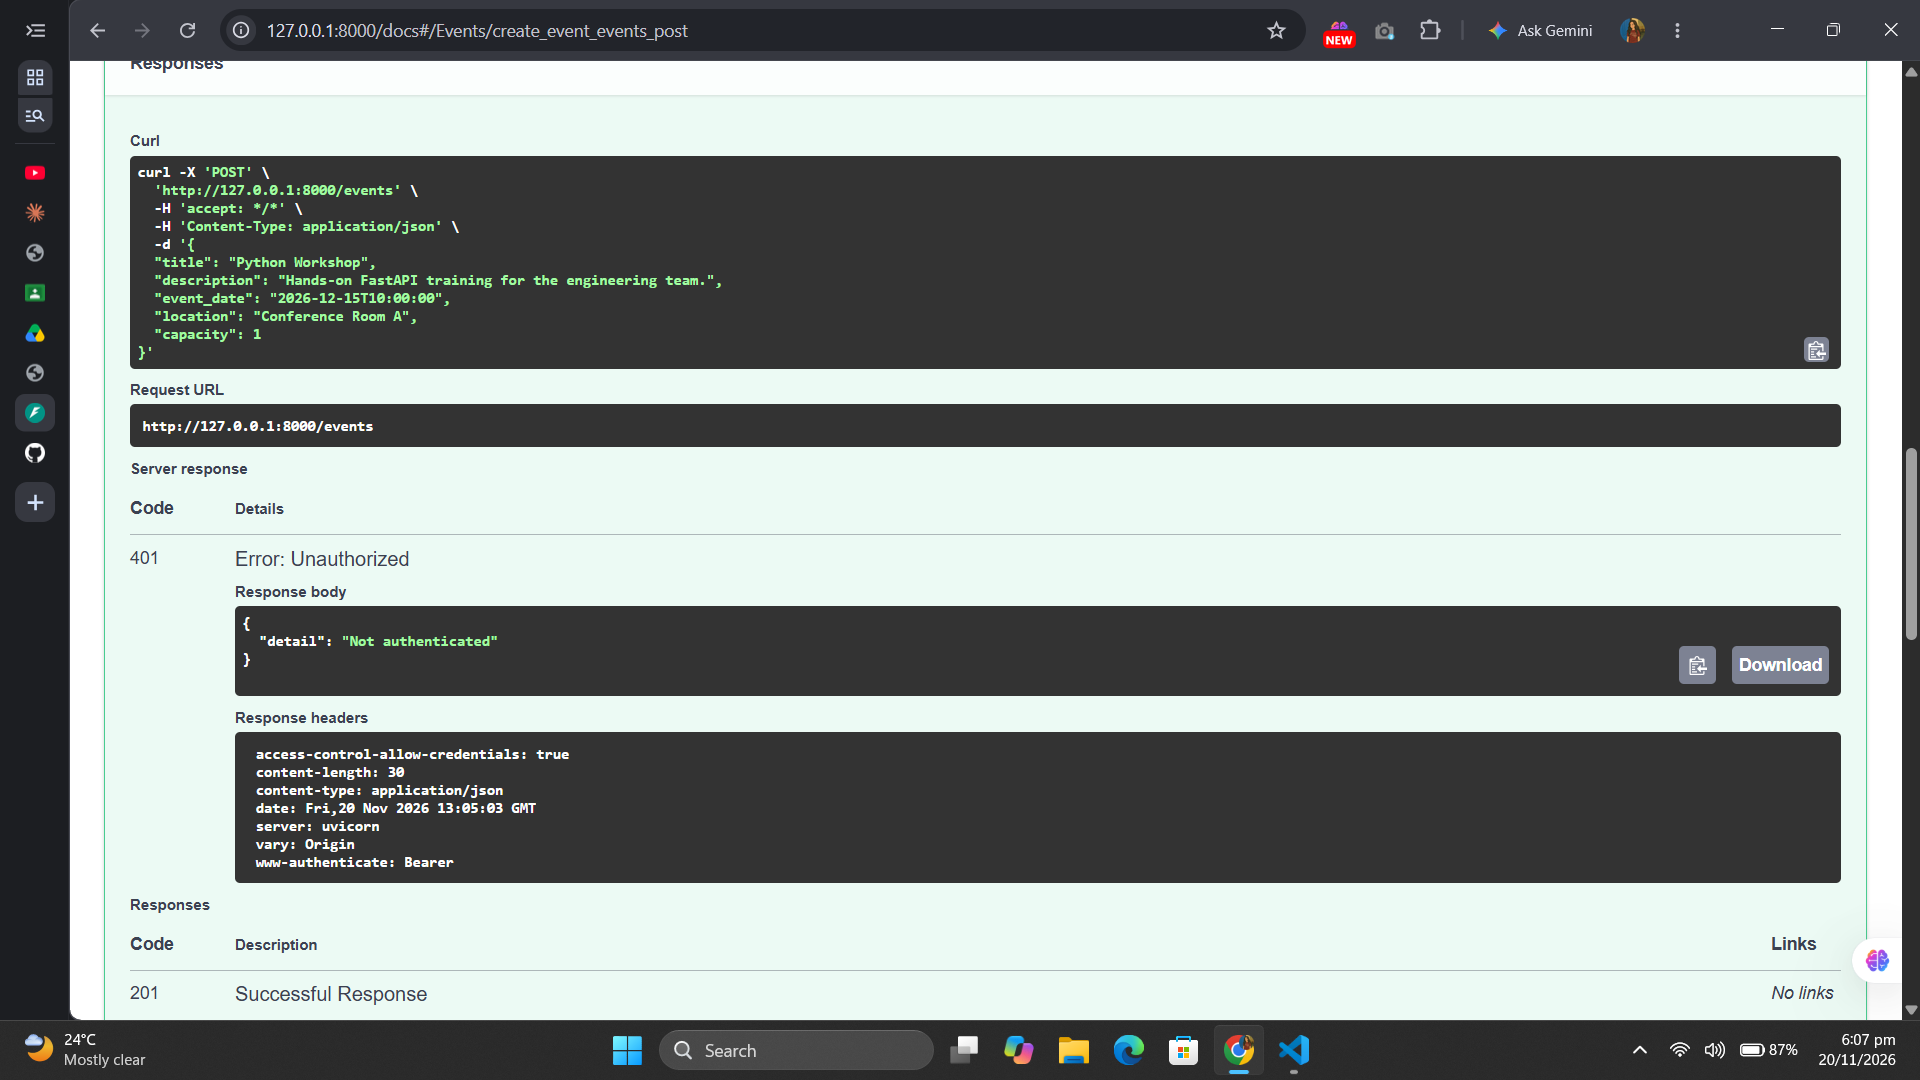 127.0.0.1:8000/docs#/Events/create_event_events_post
NEW
Ask Gemini
Responses
Curl
curl -X 'POST' \
'http://127.0.0.1:8000/events' \
-H 'accept: */*' \
-H 'Content-Type: application/json' \
-d '{
"title": "Python Workshop",
"description": "Hands-on FastAPI training for the engineering team.",
"event_date": "2026-12-15T10:00:00",
"location": "Conference Room A",
"capacity": 1
}'
Request URL
http://127.0.0.1:8000/events
Server response
Code Details
401 Error: Unauthorized
Response body
{
"detail": "Not authenticated"
}
Download
Response headers
access-control-allow-credentials: true
content-length: 30
content-type: application/json
date: Fri,20 Nov 2026 13:05:03 GMT
server: uvicorn
vary: Origin
www-authenticate: Bearer
Responses
Code Description Links
201 Successful Response No links
24°C
Mostly clear
Search
87%
6:07 pm
20/11/2026